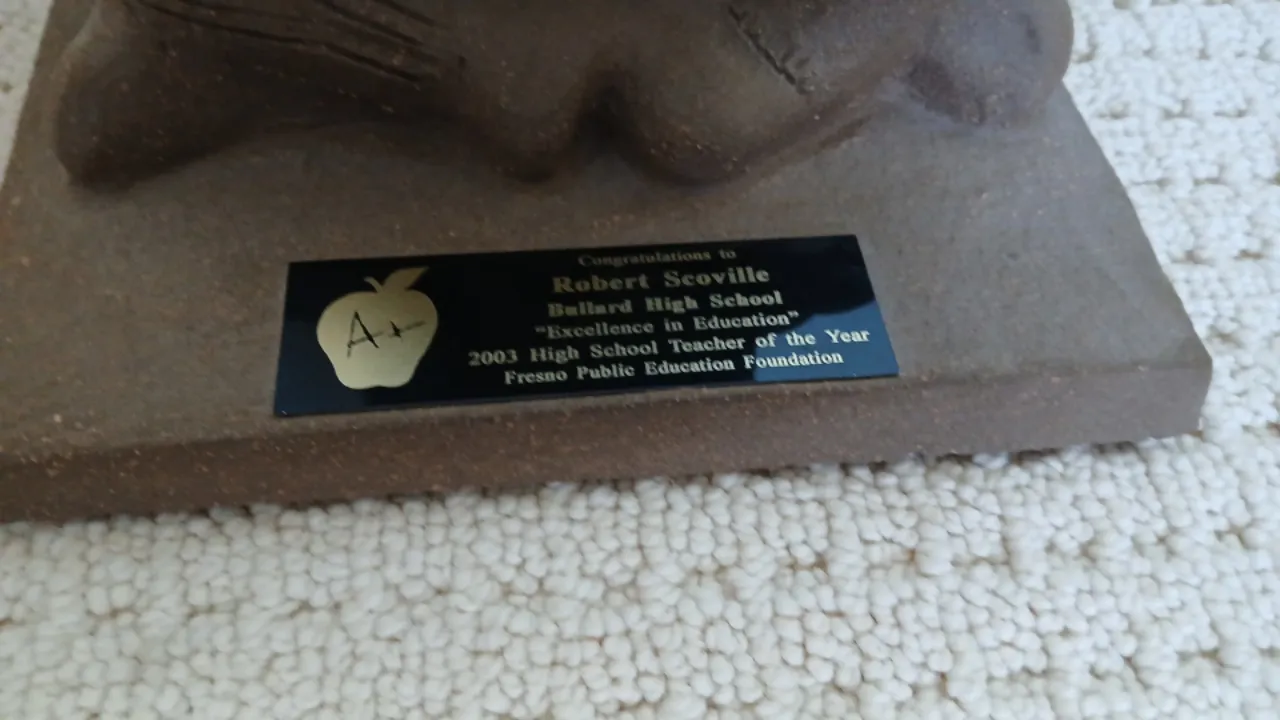 A+
Congratulations to
Robert Scoville
Bullard High School
"Excellence in Education"
2003 High School Teacher of the Year
Fresno Public Education Foundation